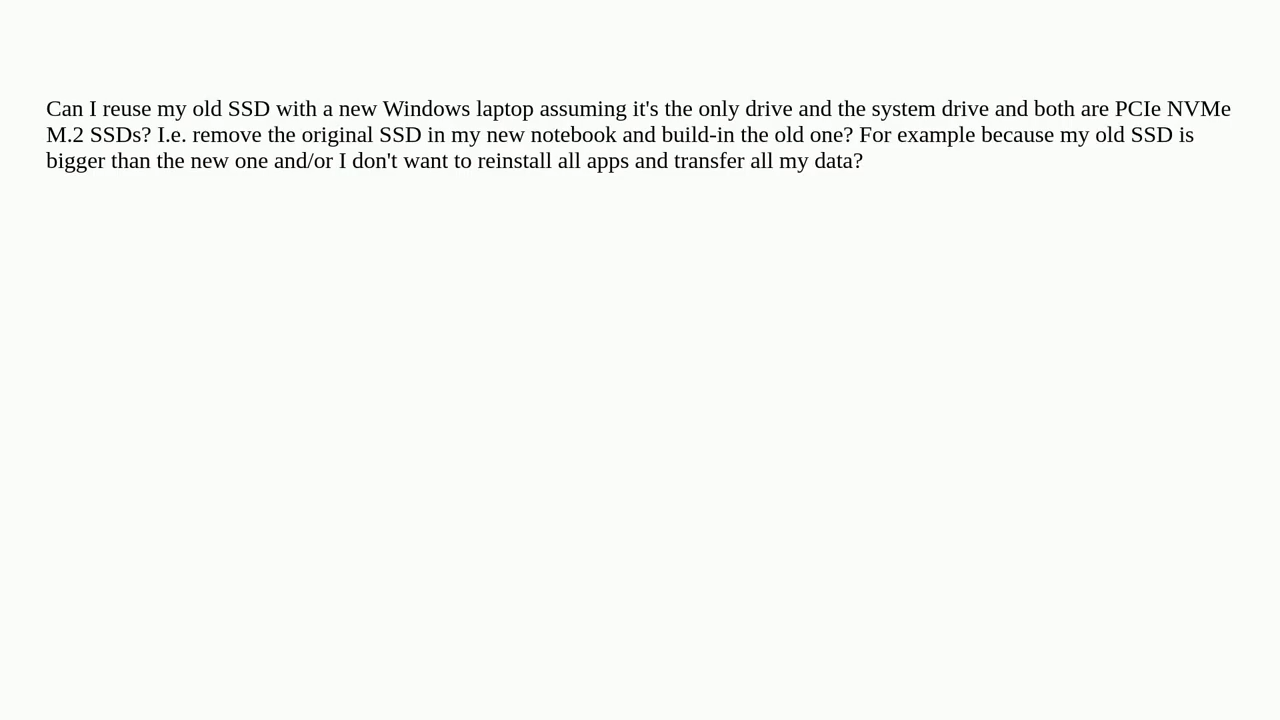 Can I reuse my old SSD with a new Windows laptop assuming it's the only drive and the system drive and both are PCIe NVMe
M.2 SSDs? I.e. remove the original SSD in my new notebook and build-in the old one? For example because my old SSD is
bigger than the new one and/or I don't want to reinstall all apps and transfer all my data?